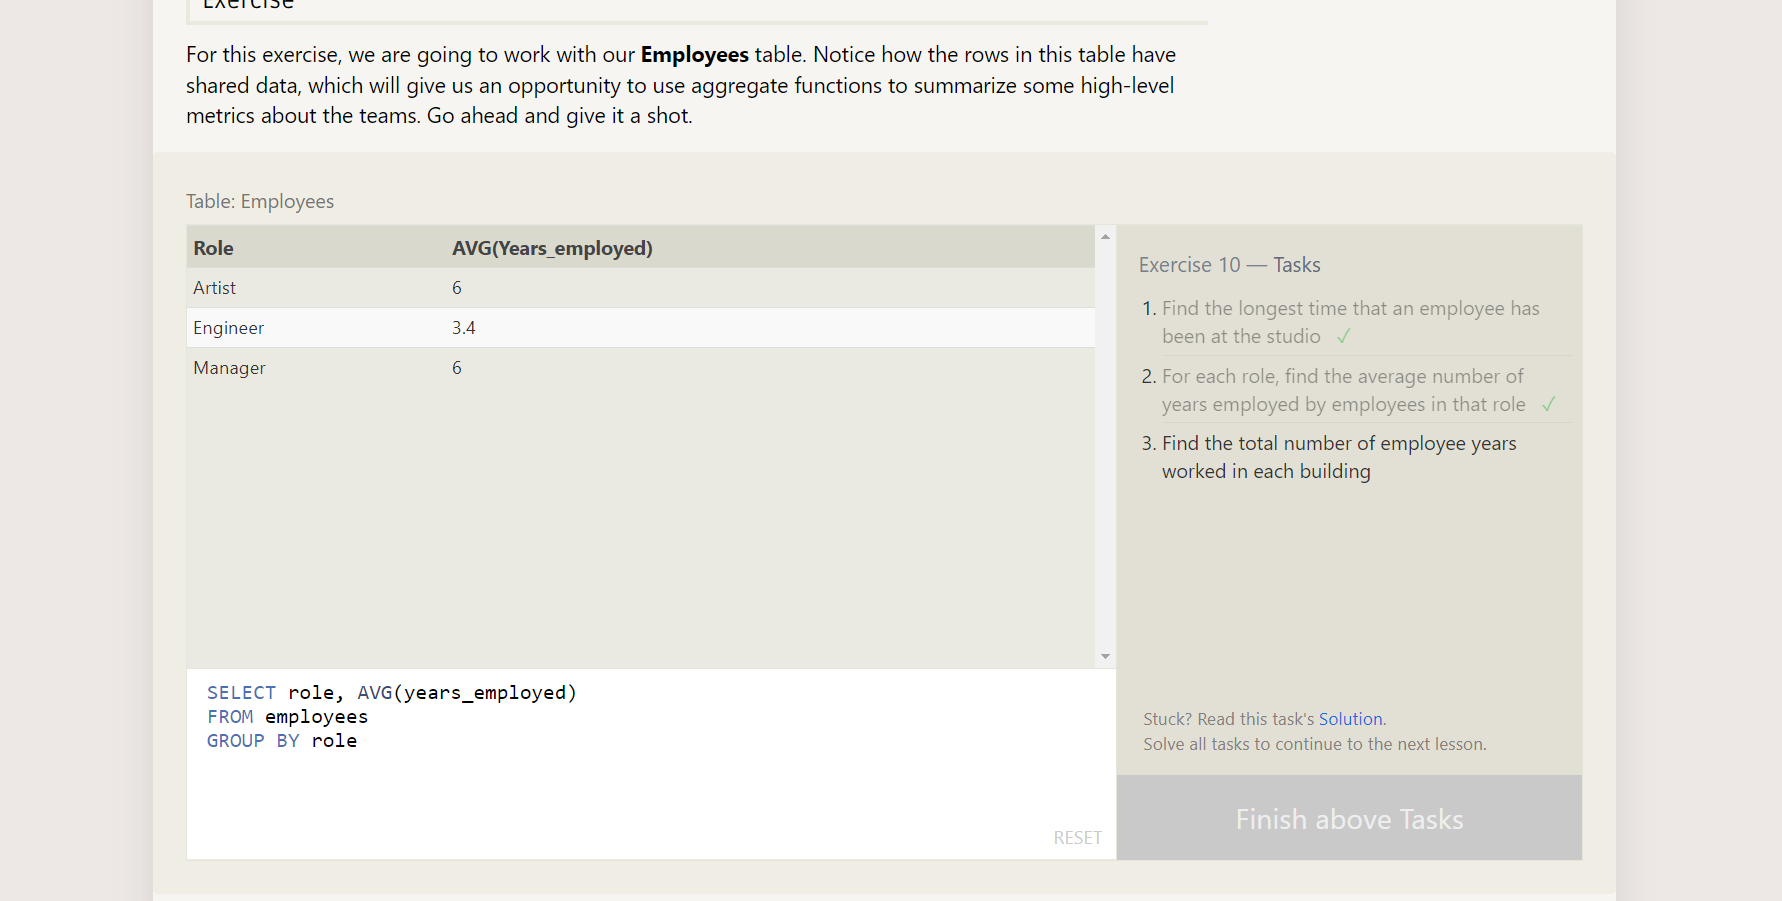 Exercise
For this exercise, we are going to work with our Employees table. Notice how the rows in this table have
shared data, which will give us an opportunity to use aggregate functions to summarize some high-level
metrics about the teams. Go ahead and give it a shot.
Table: Employees
Role AVG(Years_employed)
Artist 6
Engineer 3.4
Manager 6
SELECT role, AVG(years_employed)
FROM employees
GROUP BY role
RESET
Exercise 10 — Tasks
1. Find the longest time that an employee has
been at the studio ✓
2. For each role, find the average number of
years employed by employees in that role ✓
3. Find the total number of employee years
worked in each building
Stuck? Read this task's Solution.
Solve all tasks to continue to the next lesson.
Finish above Tasks